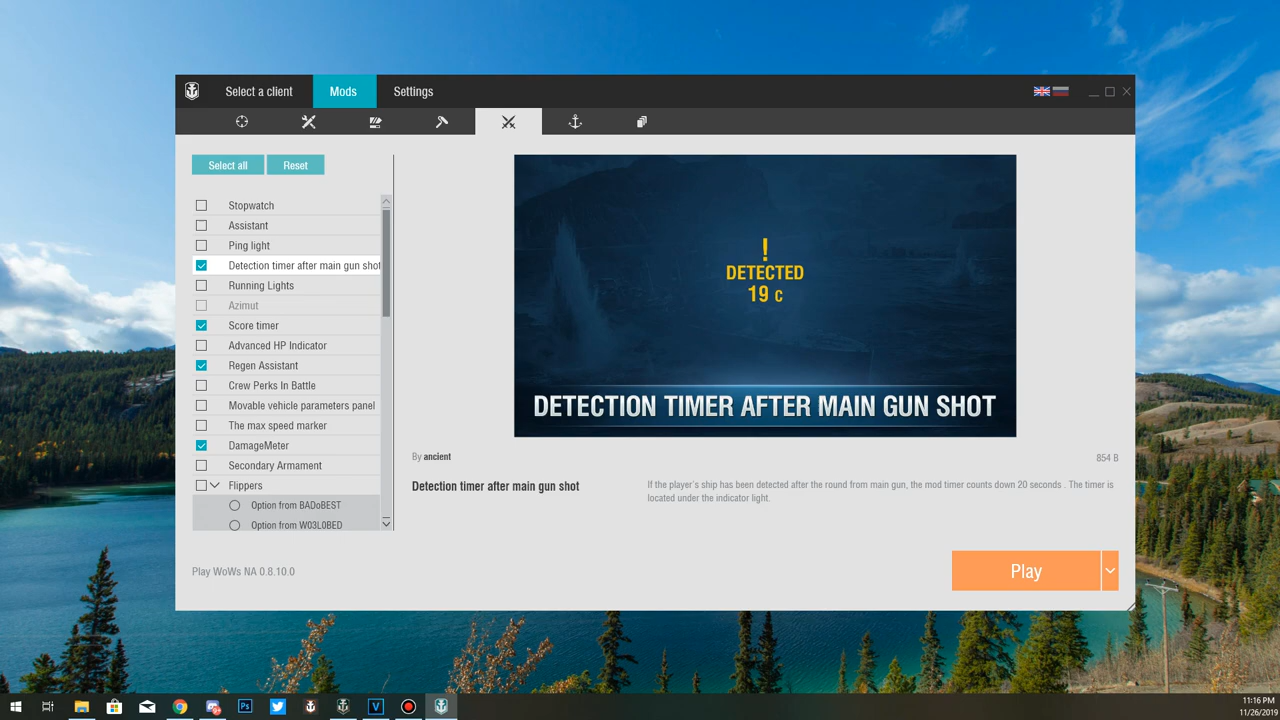 Select a client
Mods
Settings
Select all
Reset
Stopwatch
Assistant
Ping light
Detection timer after main gun shot
Running Lights
Azimut
Score timer
Advanced HP Indicator
Regen Assistant
Crew Perks In Battle
Movable vehicle parameters panel
The max speed marker
DamageMeter
Secondary Armament
Flippers
Option from BADoBEST
Option from W03L0BED
!
DETECTED
19 c
DETECTION TIMER AFTER MAIN GUN SHOT
By ancient
854 B
Detection timer after main gun shot
If the player's ship has been detected after the round from main gun, the mod timer counts down 20 seconds . The timer is
located under the indicator light.
Play WoWs NA 0.8.10.0
Play
Ps
V
11:16 PM
11/26/2019